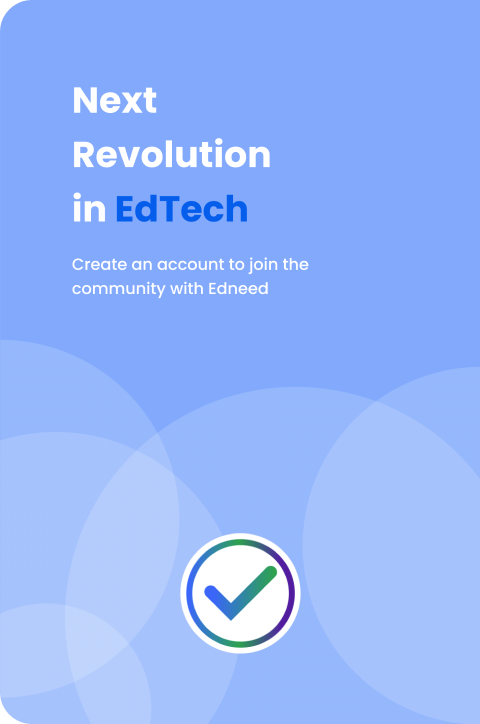 Next
Revolution
in EdTech
Create an account to join the
community with Edneed